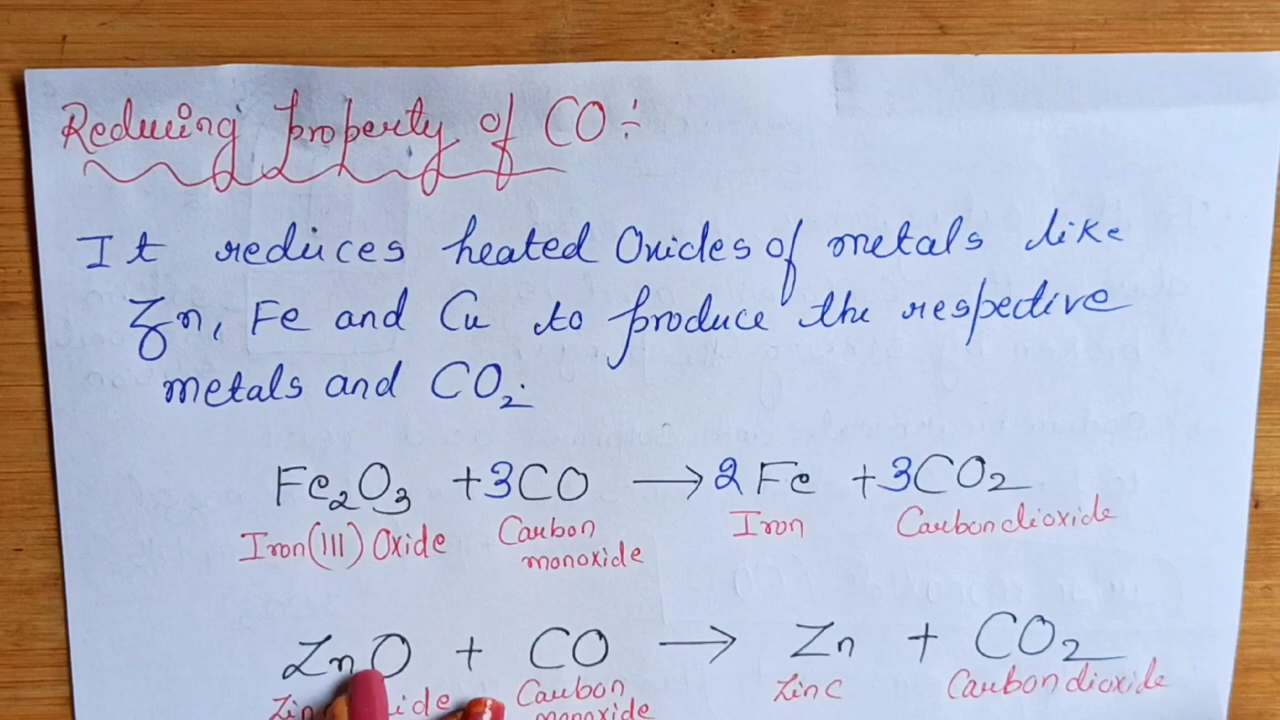 Reducing property of CO:
It reduces heated Oxides of metals like
Zn, Fe and Cu to produce the respective
metals and CO₂.
Fe₂O₃ + 3CO → 2Fe + 3CO₂
Iron(III) Oxide Carbon monoxide Iron Carbondioxide
ZnO + CO → Zn + CO₂
Carbon monoxide Zinc Carbondioxide